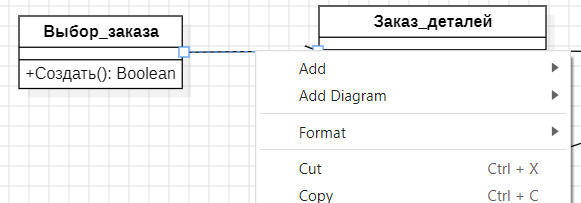 Выбор_заказа
+Создать(): Boolean
Заказ_деталей
Add
Add Diagram
Format
Cut Ctrl + X
Copy Ctrl + C